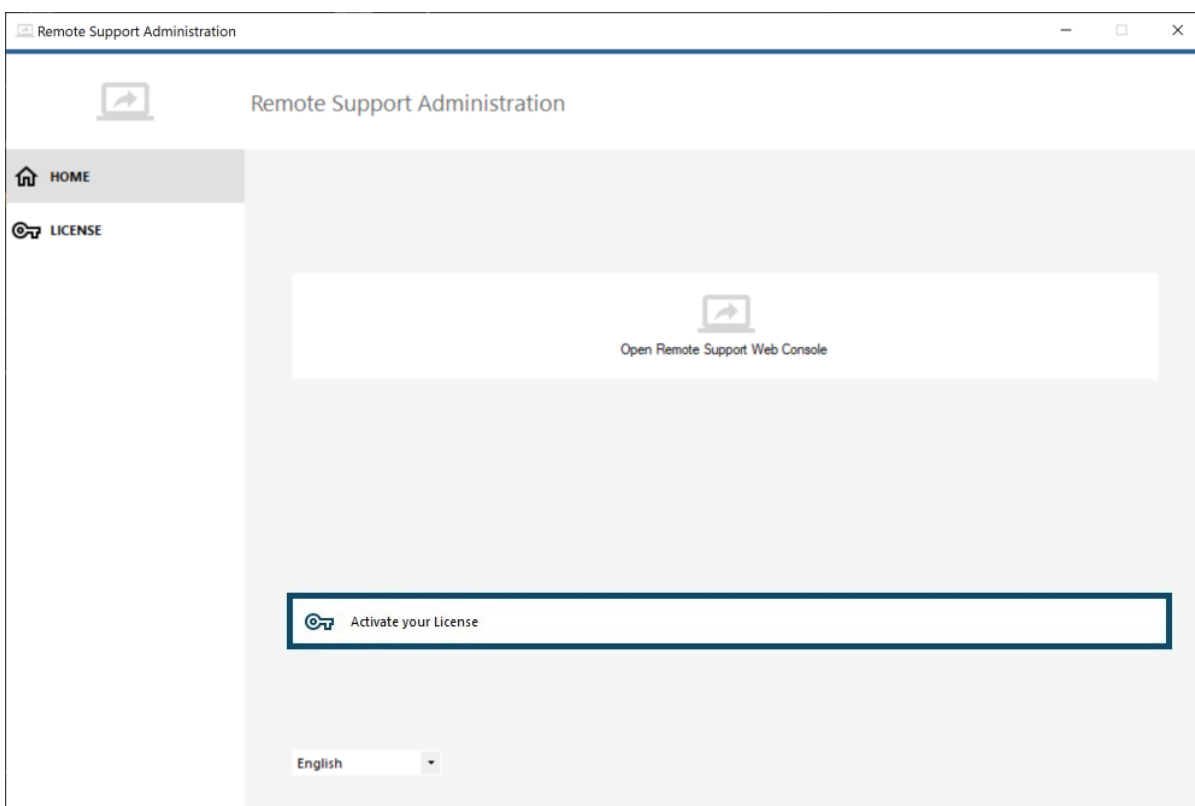 Remote Support Administration
Remote Support Administration
HOME
LICENSE
Open Remote Support Web Console
Activate your License
English